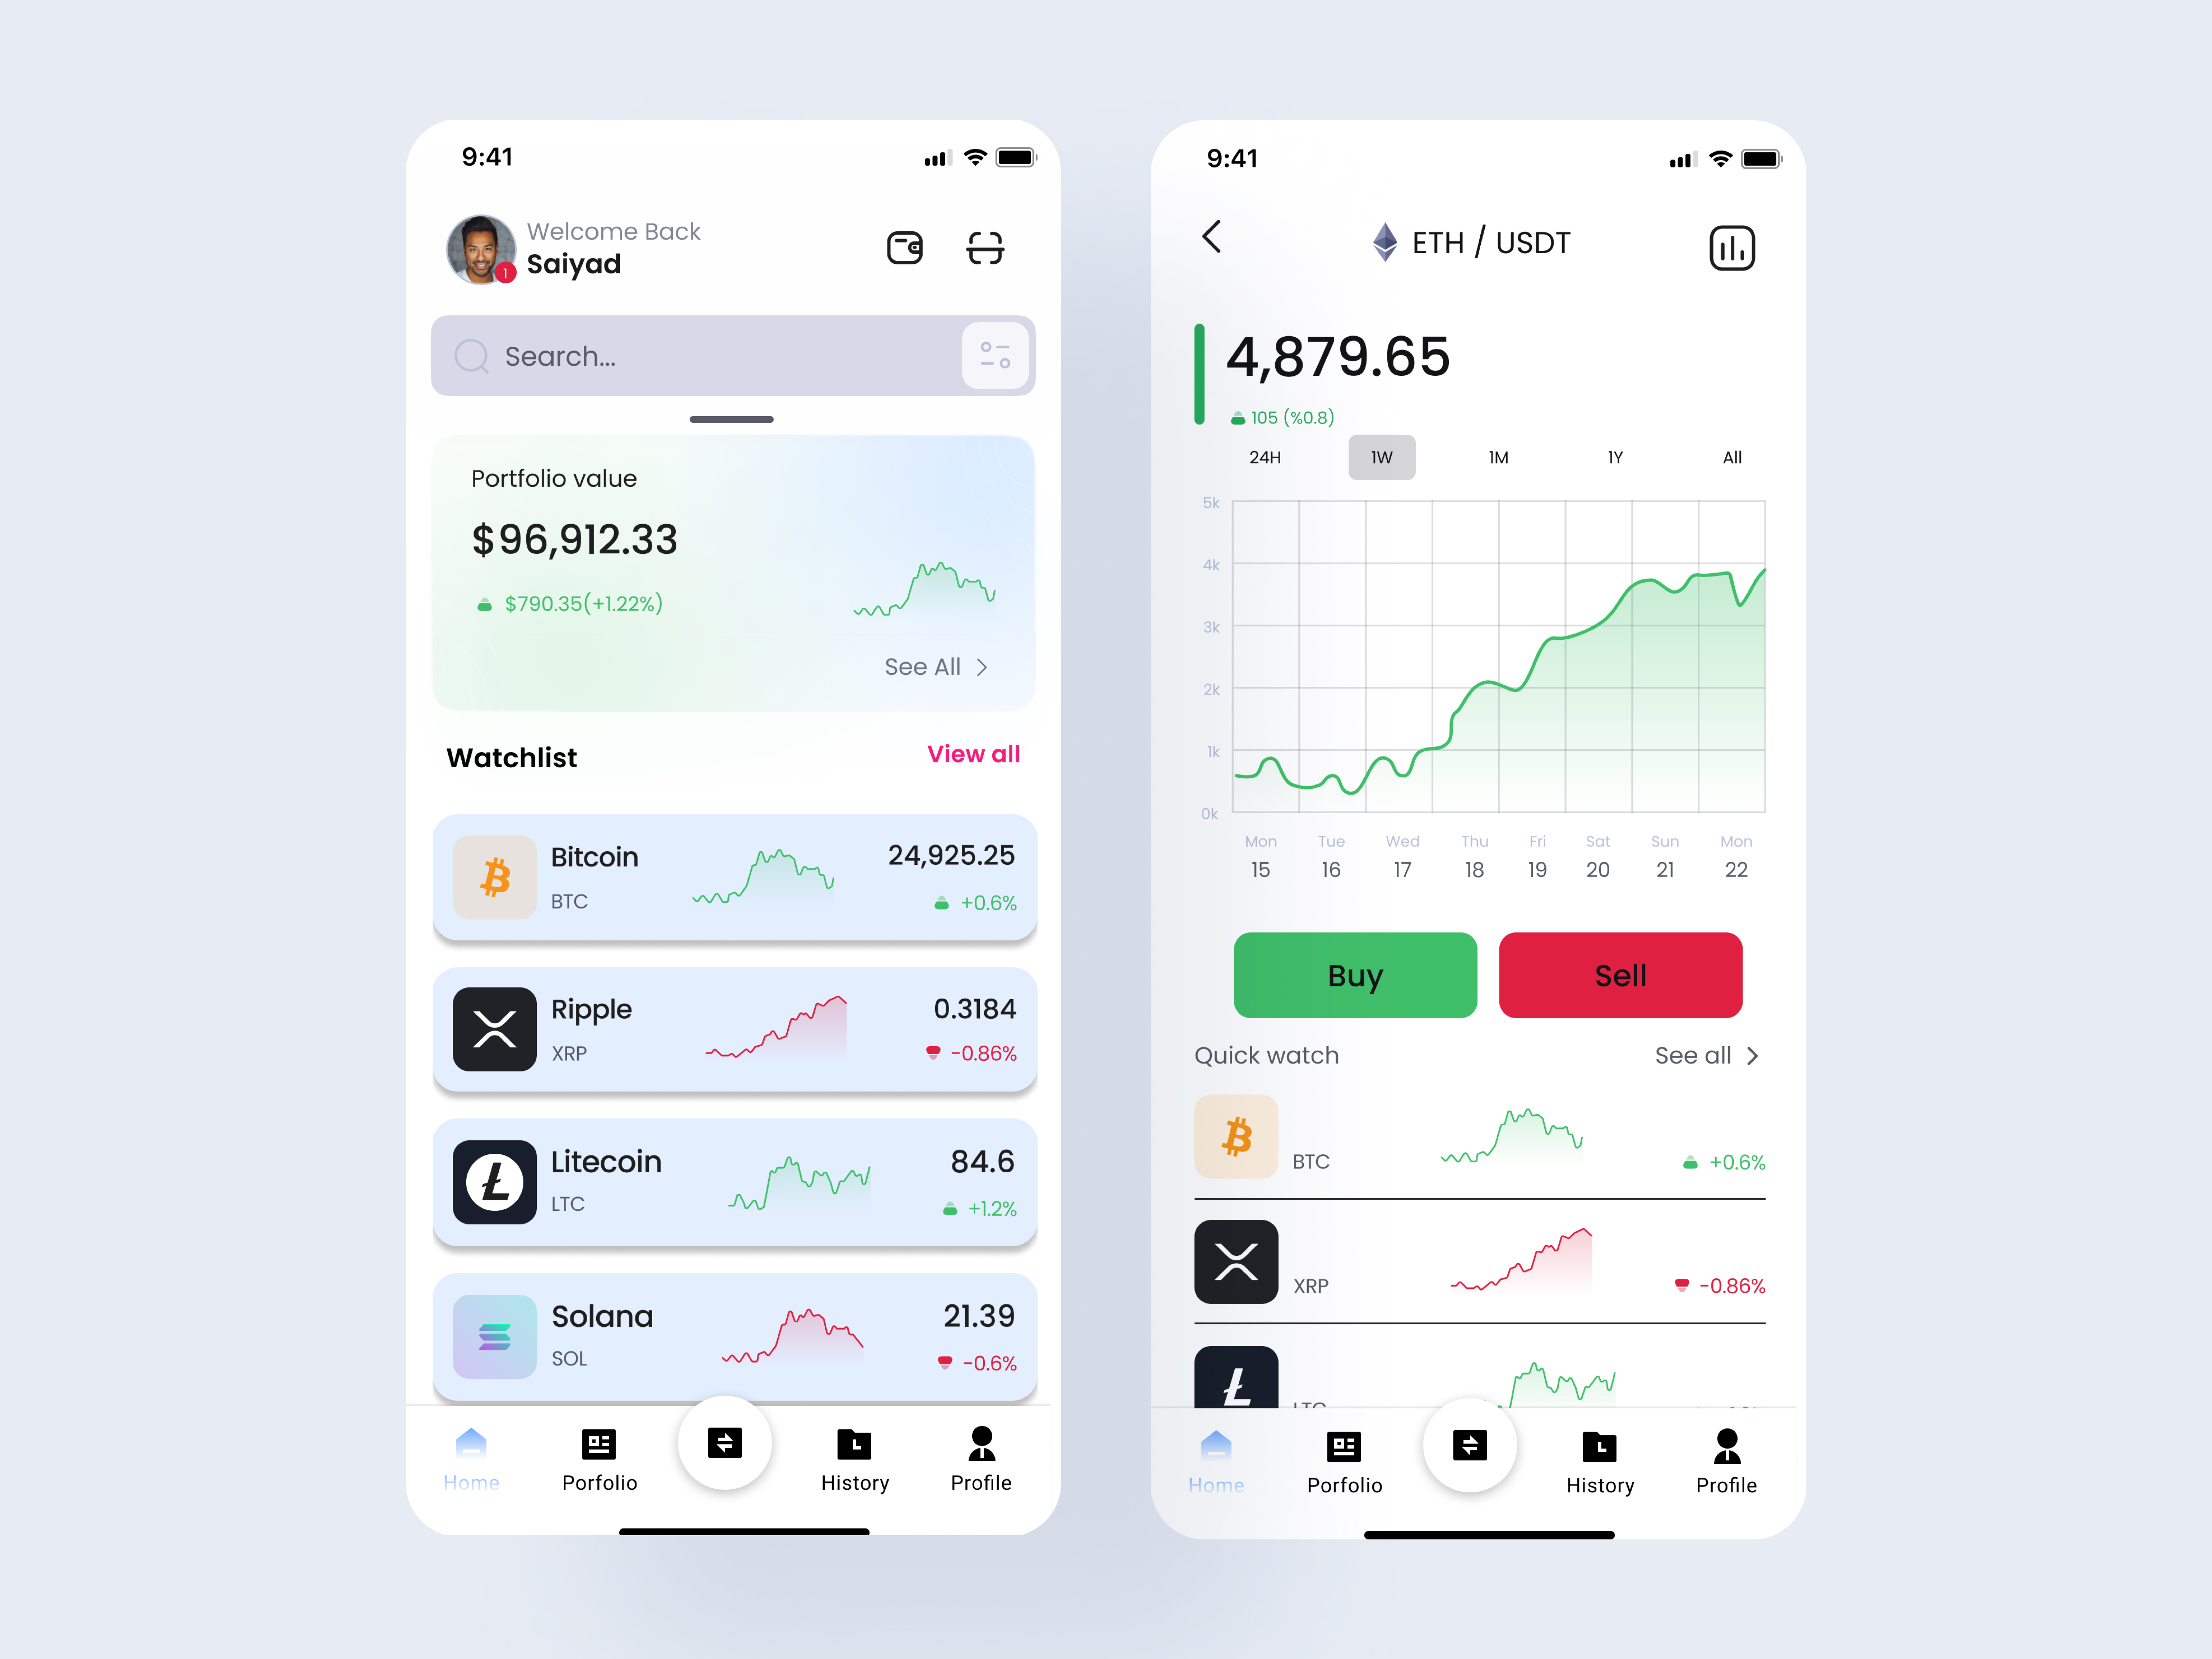 9:41
Welcome Back
Saiyad
1
Search...
Portfolio value
$96,912.33
$790.35(+1.22%)
See All
Watchlist
View all
Bitcoin
24,925.25
BTC
+0.6%
Ripple
0.3184
XRP
-0.86%
Litecoin
84.6
LTC
+1.2%
Solana
21.39
SOL
-0.6%
Home
Porfolio
History
Profile
9:41
ETH / USDT
4,879.65
105 (%0.8)
24H 1W 1M 1Y All
5k
4k
3k
2k
1k
0k
Mon Tue Wed Thu Fri Sat Sun Mon
15 16 17 18 19 20 21 22
Buy
Sell
Quick watch
See all
BTC
+0.6%
XRP
-0.86%
LTC
Home
Porfolio
History
Profile